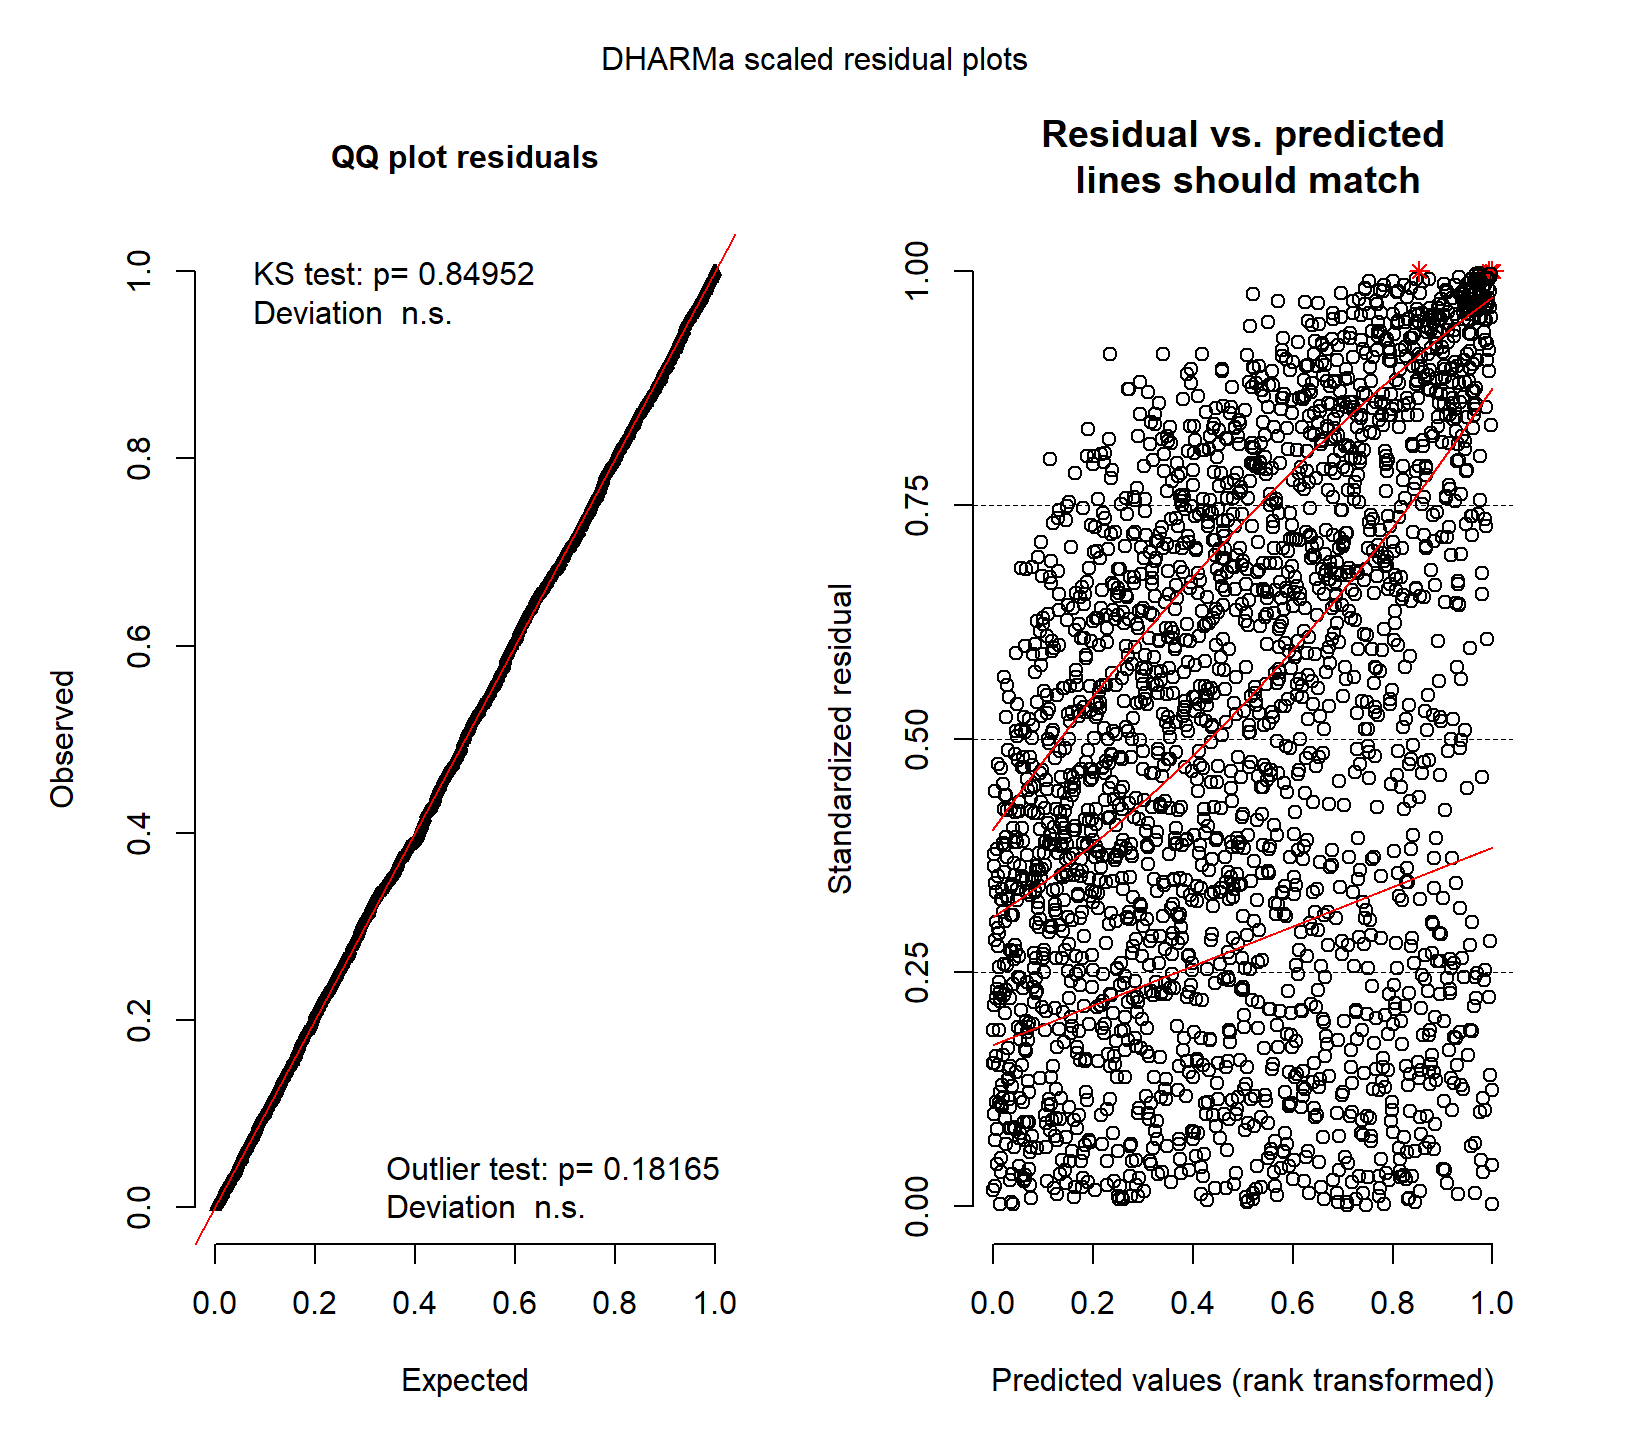 DHARMa scaled residual plots
QQ plot residuals
KS test: p= 0.84952
Deviation  n.s.
Outlier test: p= 0.18165
Deviation  n.s.
Observed
0.0 0.2 0.4 0.6 0.8 1.0
0.0 0.2 0.4 0.6 0.8 1.0
Expected
Residual vs. predicted
lines should match
Standardized residual
0.00 0.25 0.50 0.75 1.00
0.0 0.2 0.4 0.6 0.8 1.0
Predicted values (rank transformed)